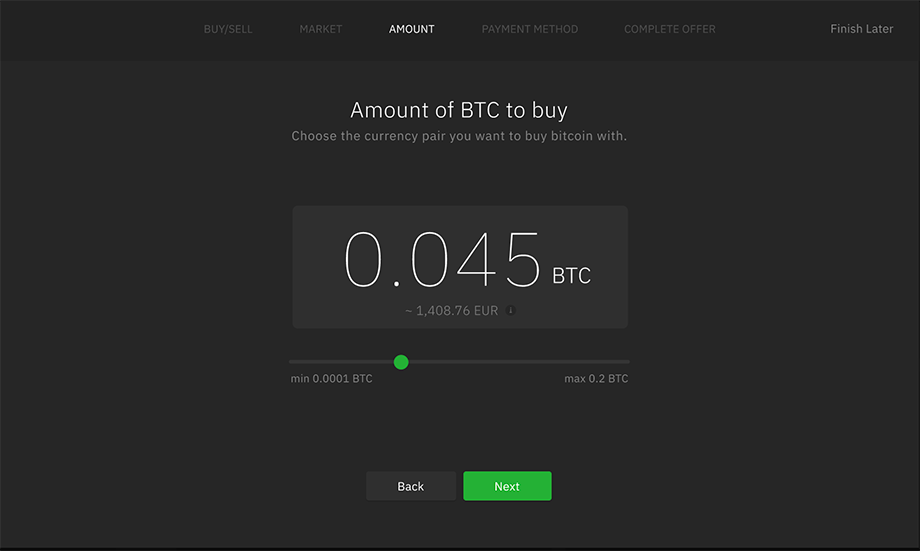 BUY/SELL MARKET AMOUNT PAYMENT METHOD COMPLETE OFFER Finish Later
Amount of BTC to buy
Choose the currency pair you want to buy bitcoin with.
0.045 BTC
~ 1,408.76 EUR i
min 0.0001 BTC max 0.2 BTC
Back Next